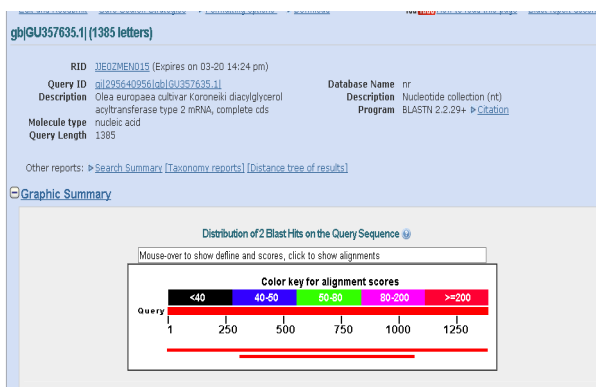 gb|GU357635.1| (1385 letters)
RID JJE0ZMEN015 (Expires on 03-20 14:24 pm)
Query ID gi|295640956|gb|GU357635.1|
Description Olea europaea cultivar Koroneiki diacylglycerol
acyltransferase type 2 mRNA, complete cds
Molecule type nucleic acid
Query Length 1385
Database Name nr
Description Nucleotide collection (nt)
Program BLASTN 2.2.29+ Citation
Other reports: Search Summary [Taxonomy reports] [Distance tree of results]
Graphic Summary
Distribution of 2 Blast Hits on the Query Sequence
Mouse-over to show defline and scores, click to show alignments
Color key for alignment scores
<40 40-50 50-80 80-200 >=200
Query
1 250 500 750 1000 1250